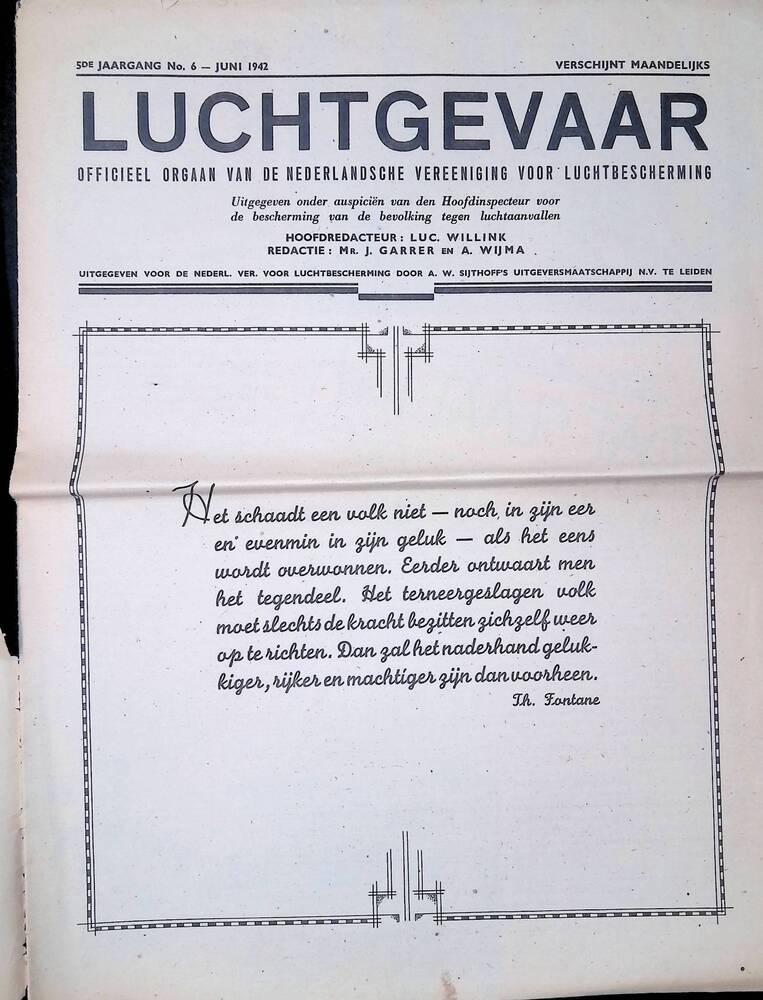 5DE JAARGANG No. 6 — JUNI 1942
VERSCHIJNT MAANDELIJKS
LUCHTGEVAAR
OFFICIEEL ORGAAN VAN DE NEDERLANDSCHE VEREENIGING VOOR LUCHTBESCHERMING
Uitgegeven onder auspiciën van den Hoofdinspecteur voor
de bescherming van de bevolking tegen luchtaanvallen
HOOFDREDACTEUR: LUC. WILLINK
REDACTIE: MR. J. GARRER EN A. WIJMA
UITGEGEVEN VOOR DE NEDERL. VER. VOOR LUCHTBESCHERMING DOOR A. W. SIJTHOFF'S UITGEVERSMAATSCHAPPIJ N.V. TE LEIDEN
Het schaadt een volk niet — noch in zijn eer
en evenmin in zijn geluk — als het eens
wordt overwonnen. Eerder ontwaart men
het tegendeel. Het terneergeslagen volk
moet slechts de kracht bezitten zichzelf weer
op te richten. Dan zal het naderhand geluk-
kiger, rijker en machtiger zijn dan voorheen.
Th. Fontane